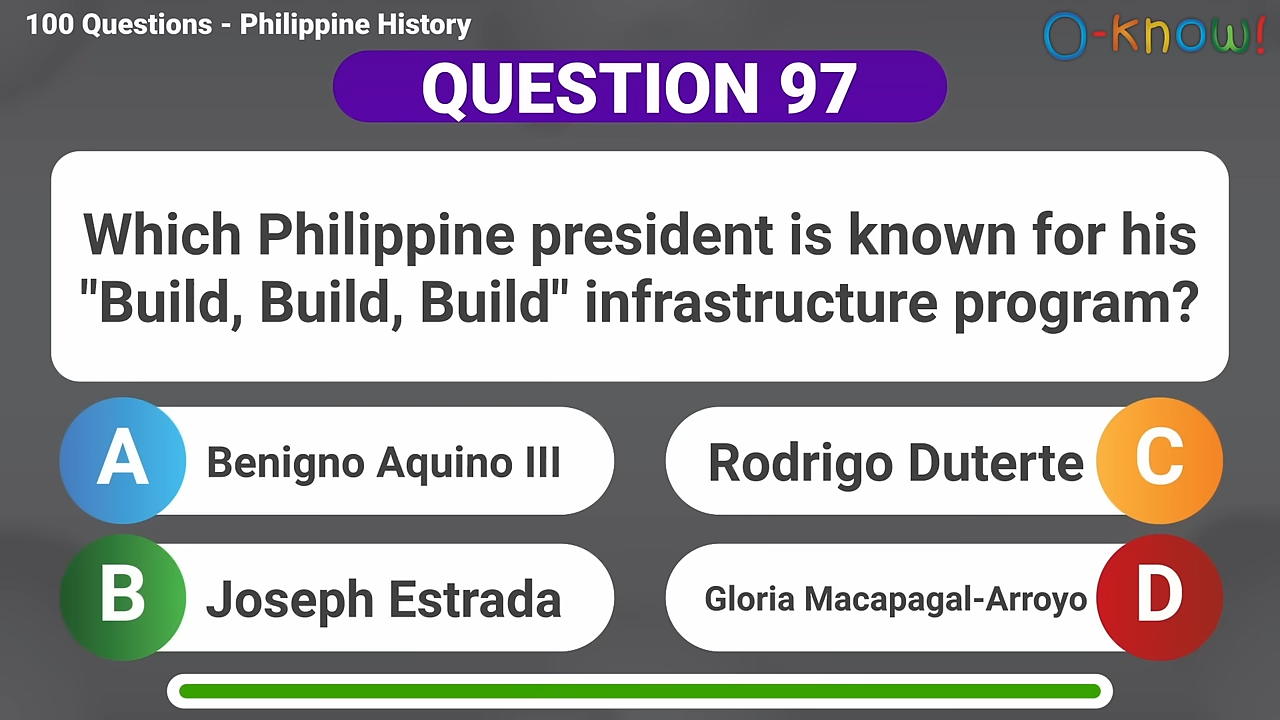 100 Questions - Philippine History
O-know!
QUESTION 97
Which Philippine president is known for his
"Build, Build, Build" infrastructure program?
A Benigno Aquino III
Rodrigo Duterte C
B Joseph Estrada
Gloria Macapagal-Arroyo D